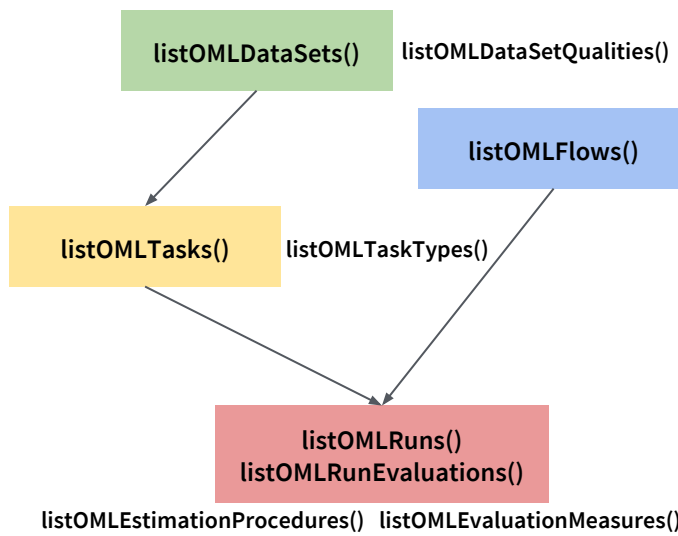 listOMLDataSets()
listOMLDataSetQualities()
listOMLFlows()
listOMLTasks()
listOMLTaskTypes()
listOMLRuns()
listOMLRunEvaluations()
listOMLEstimationProcedures()
listOMLEvaluationMeasures()